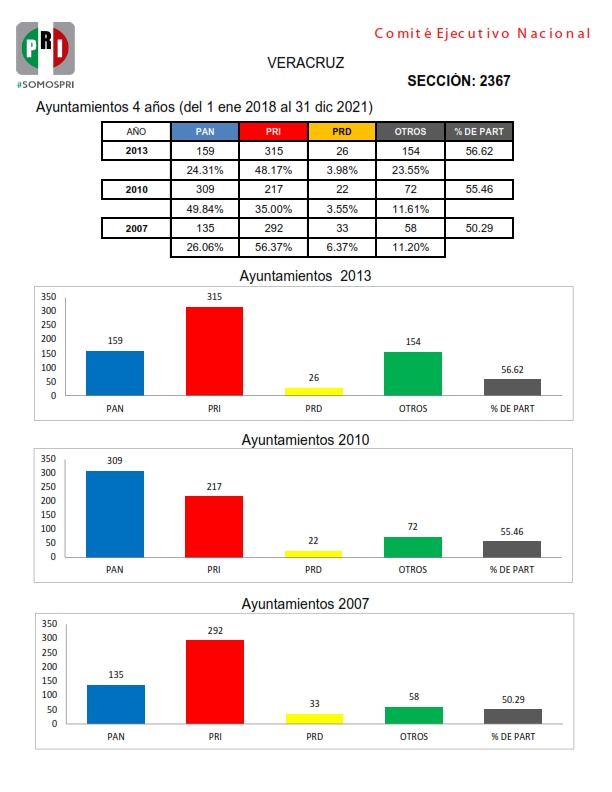 Comité Ejecutivo Nacional
PRI
#SOMOSPRI
VERACRUZ
SECCIÓN: 2367
Ayuntamientos 4 años (del 1 ene 2018 al 31 dic 2021)
AÑO PAN PRI PRD OTROS % DE PART
2013 159 315 26 154 56.62
24.31% 48.17% 3.98% 23.55%
2010 309 217 22 72 55.46
49.84% 35.00% 3.55% 11.61%
2007 135 292 33 58 50.29
26.06% 56.37% 6.37% 11.20%
Ayuntamientos 2013
350
300
250
200
150
100
50
0
159 315 26 154 56.62
PAN PRI PRD OTROS % DE PART
Ayuntamientos 2010
350
300
250
200
150
100
50
0
309 217 22 72 55.46
PAN PRI PRD OTROS % DE PART
Ayuntamientos 2007
350
300
250
200
150
100
50
0
135 292 33 58 50.29
PAN PRI PRD OTROS % DE PART